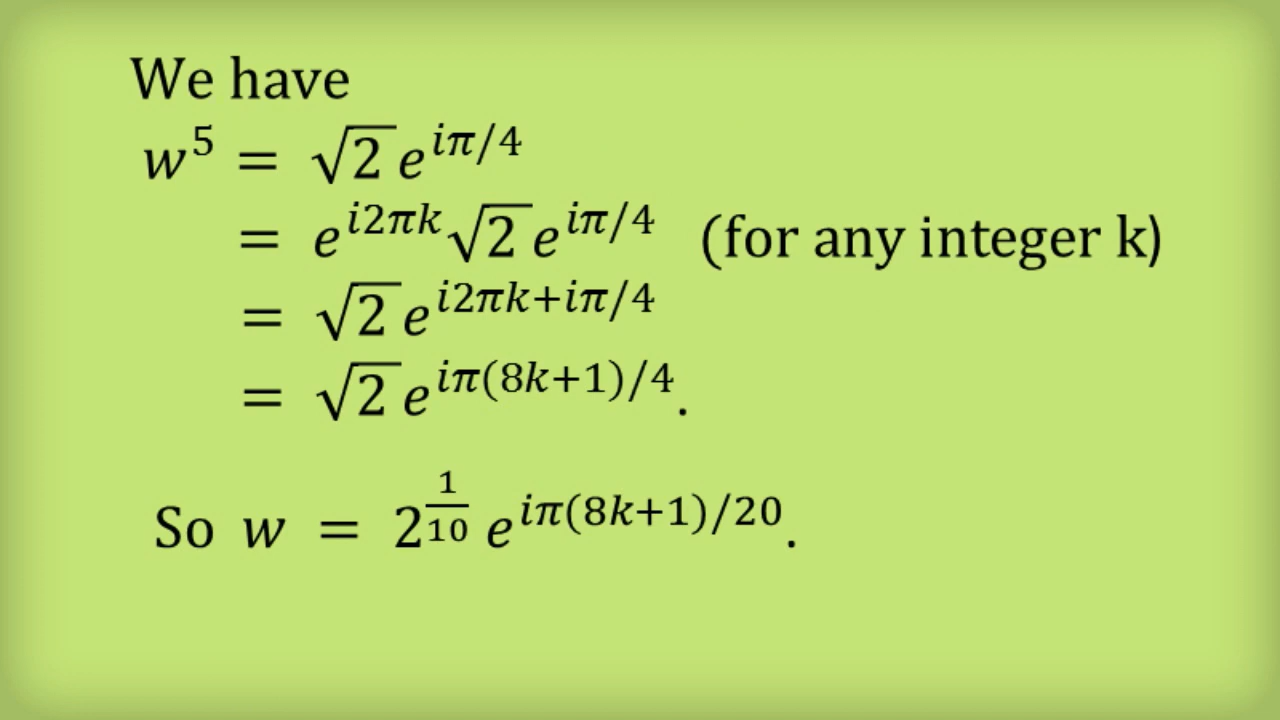 We have
w⁵ = √2 e^{iπ/4}
= e^{i2πk}√2 e^{iπ/4} (for any integer k)
= √2 e^{i2πk+iπ/4}
= √2 e^{iπ(8k+1)/4}.
So w = 2^{1/10} e^{iπ(8k+1)/20}.